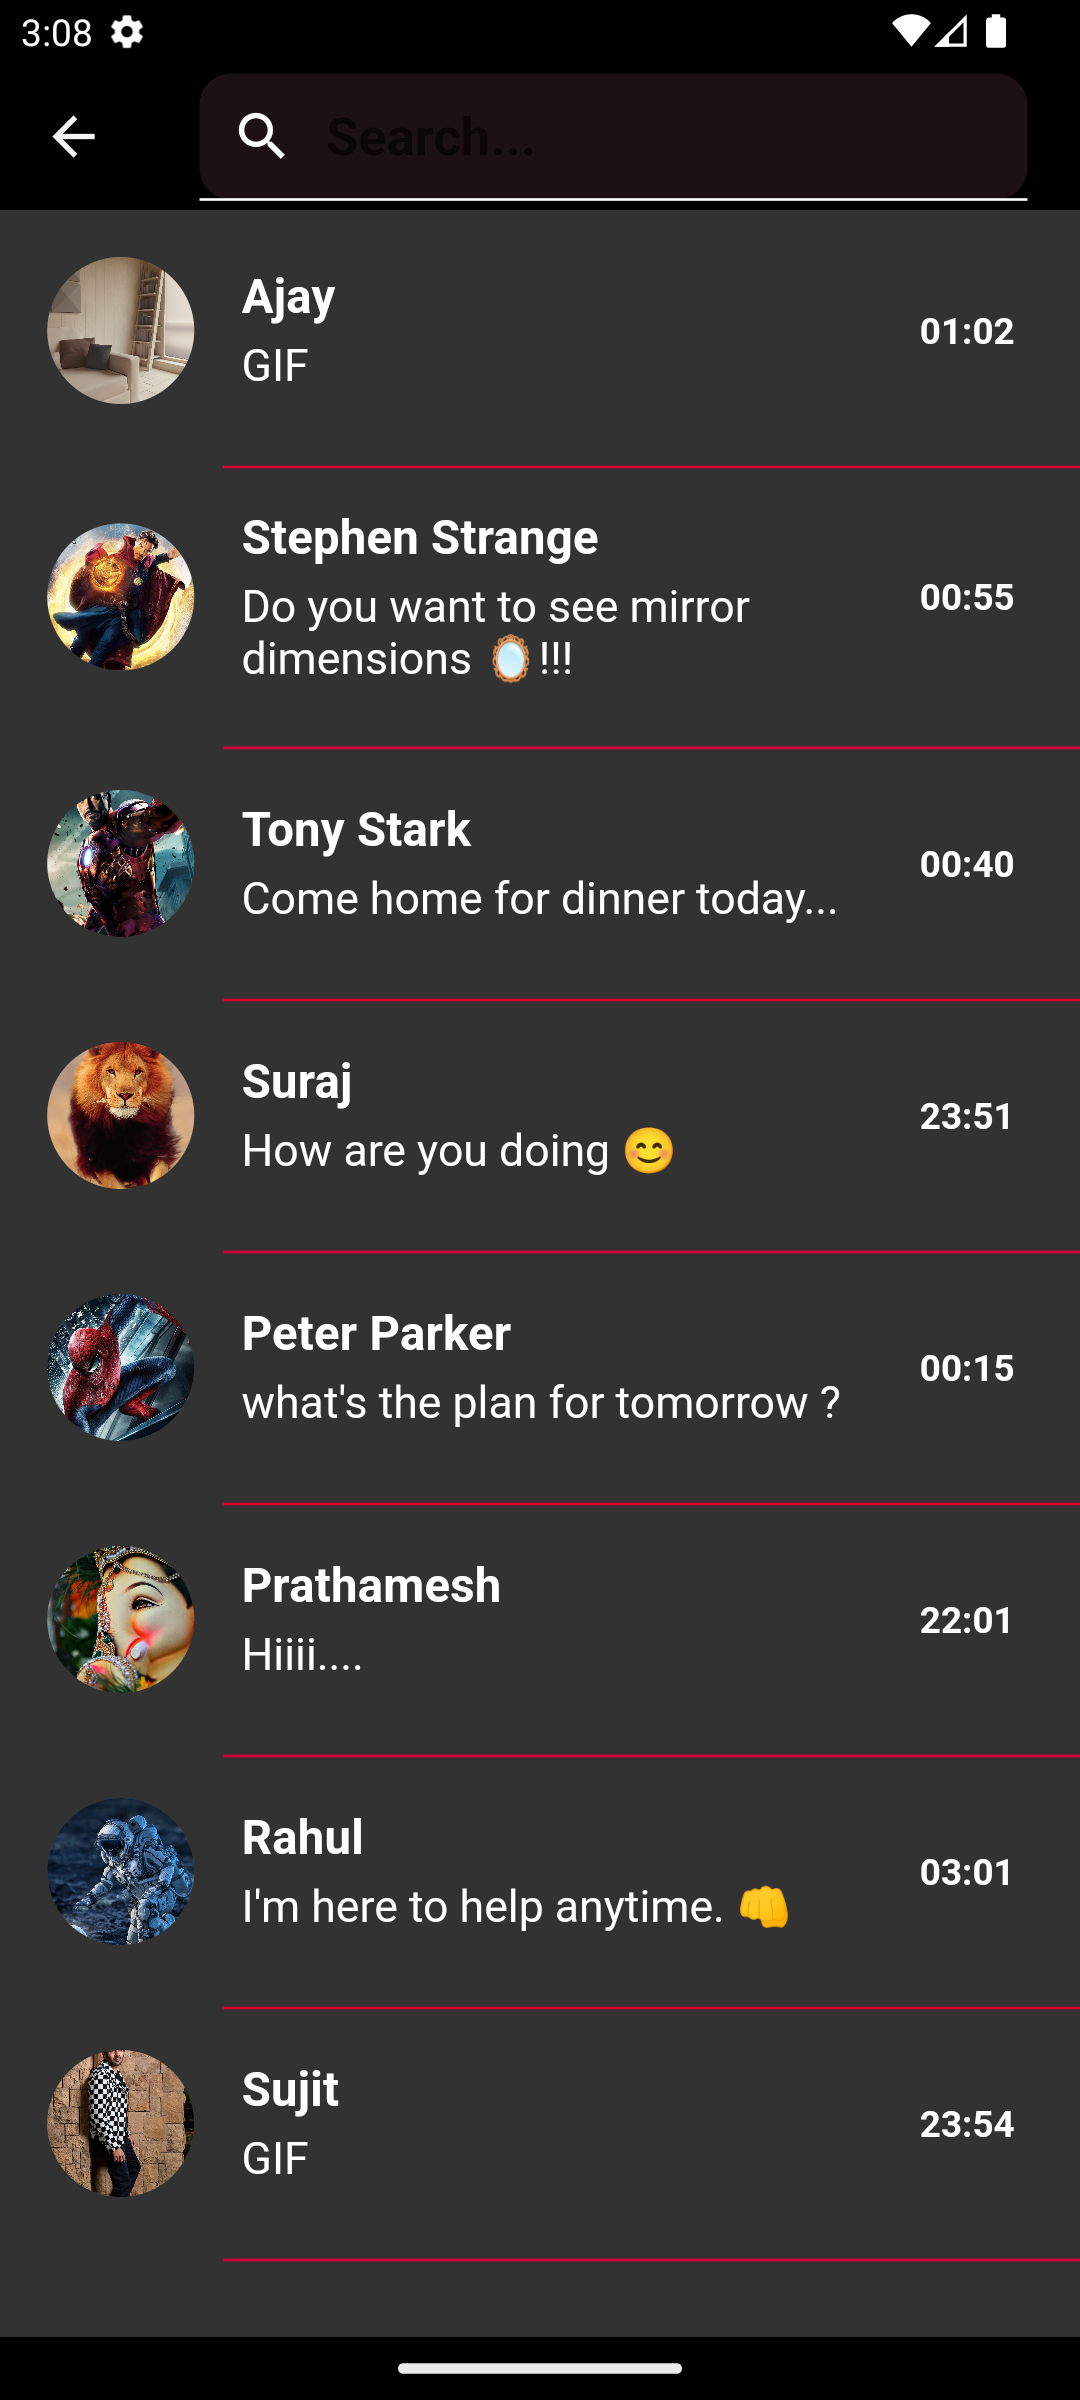 3:08
Search...
Ajay
GIF
01:02
Stephen Strange
Do you want to see mirror
dimensions 🪞!!!
00:55
Tony Stark
Come home for dinner today...
00:40
Suraj
How are you doing 😊
23:51
Peter Parker
what's the plan for tomorrow ?
00:15
Prathamesh
Hiiii....
22:01
Rahul
I'm here to help anytime. 👊
03:01
Sujit
GIF
23:54